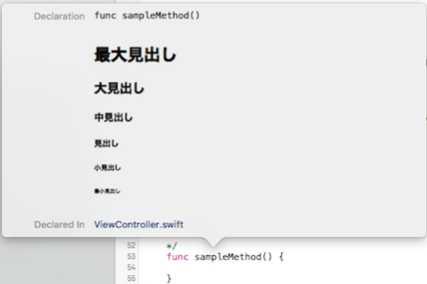 Declaration func sampleMethod()
最大見出し
大見出し
中見出し
見出し
小見出し
最小見出し
Declared In ViewController.swift
52 */
53 func sampleMethod() {
54
55 }